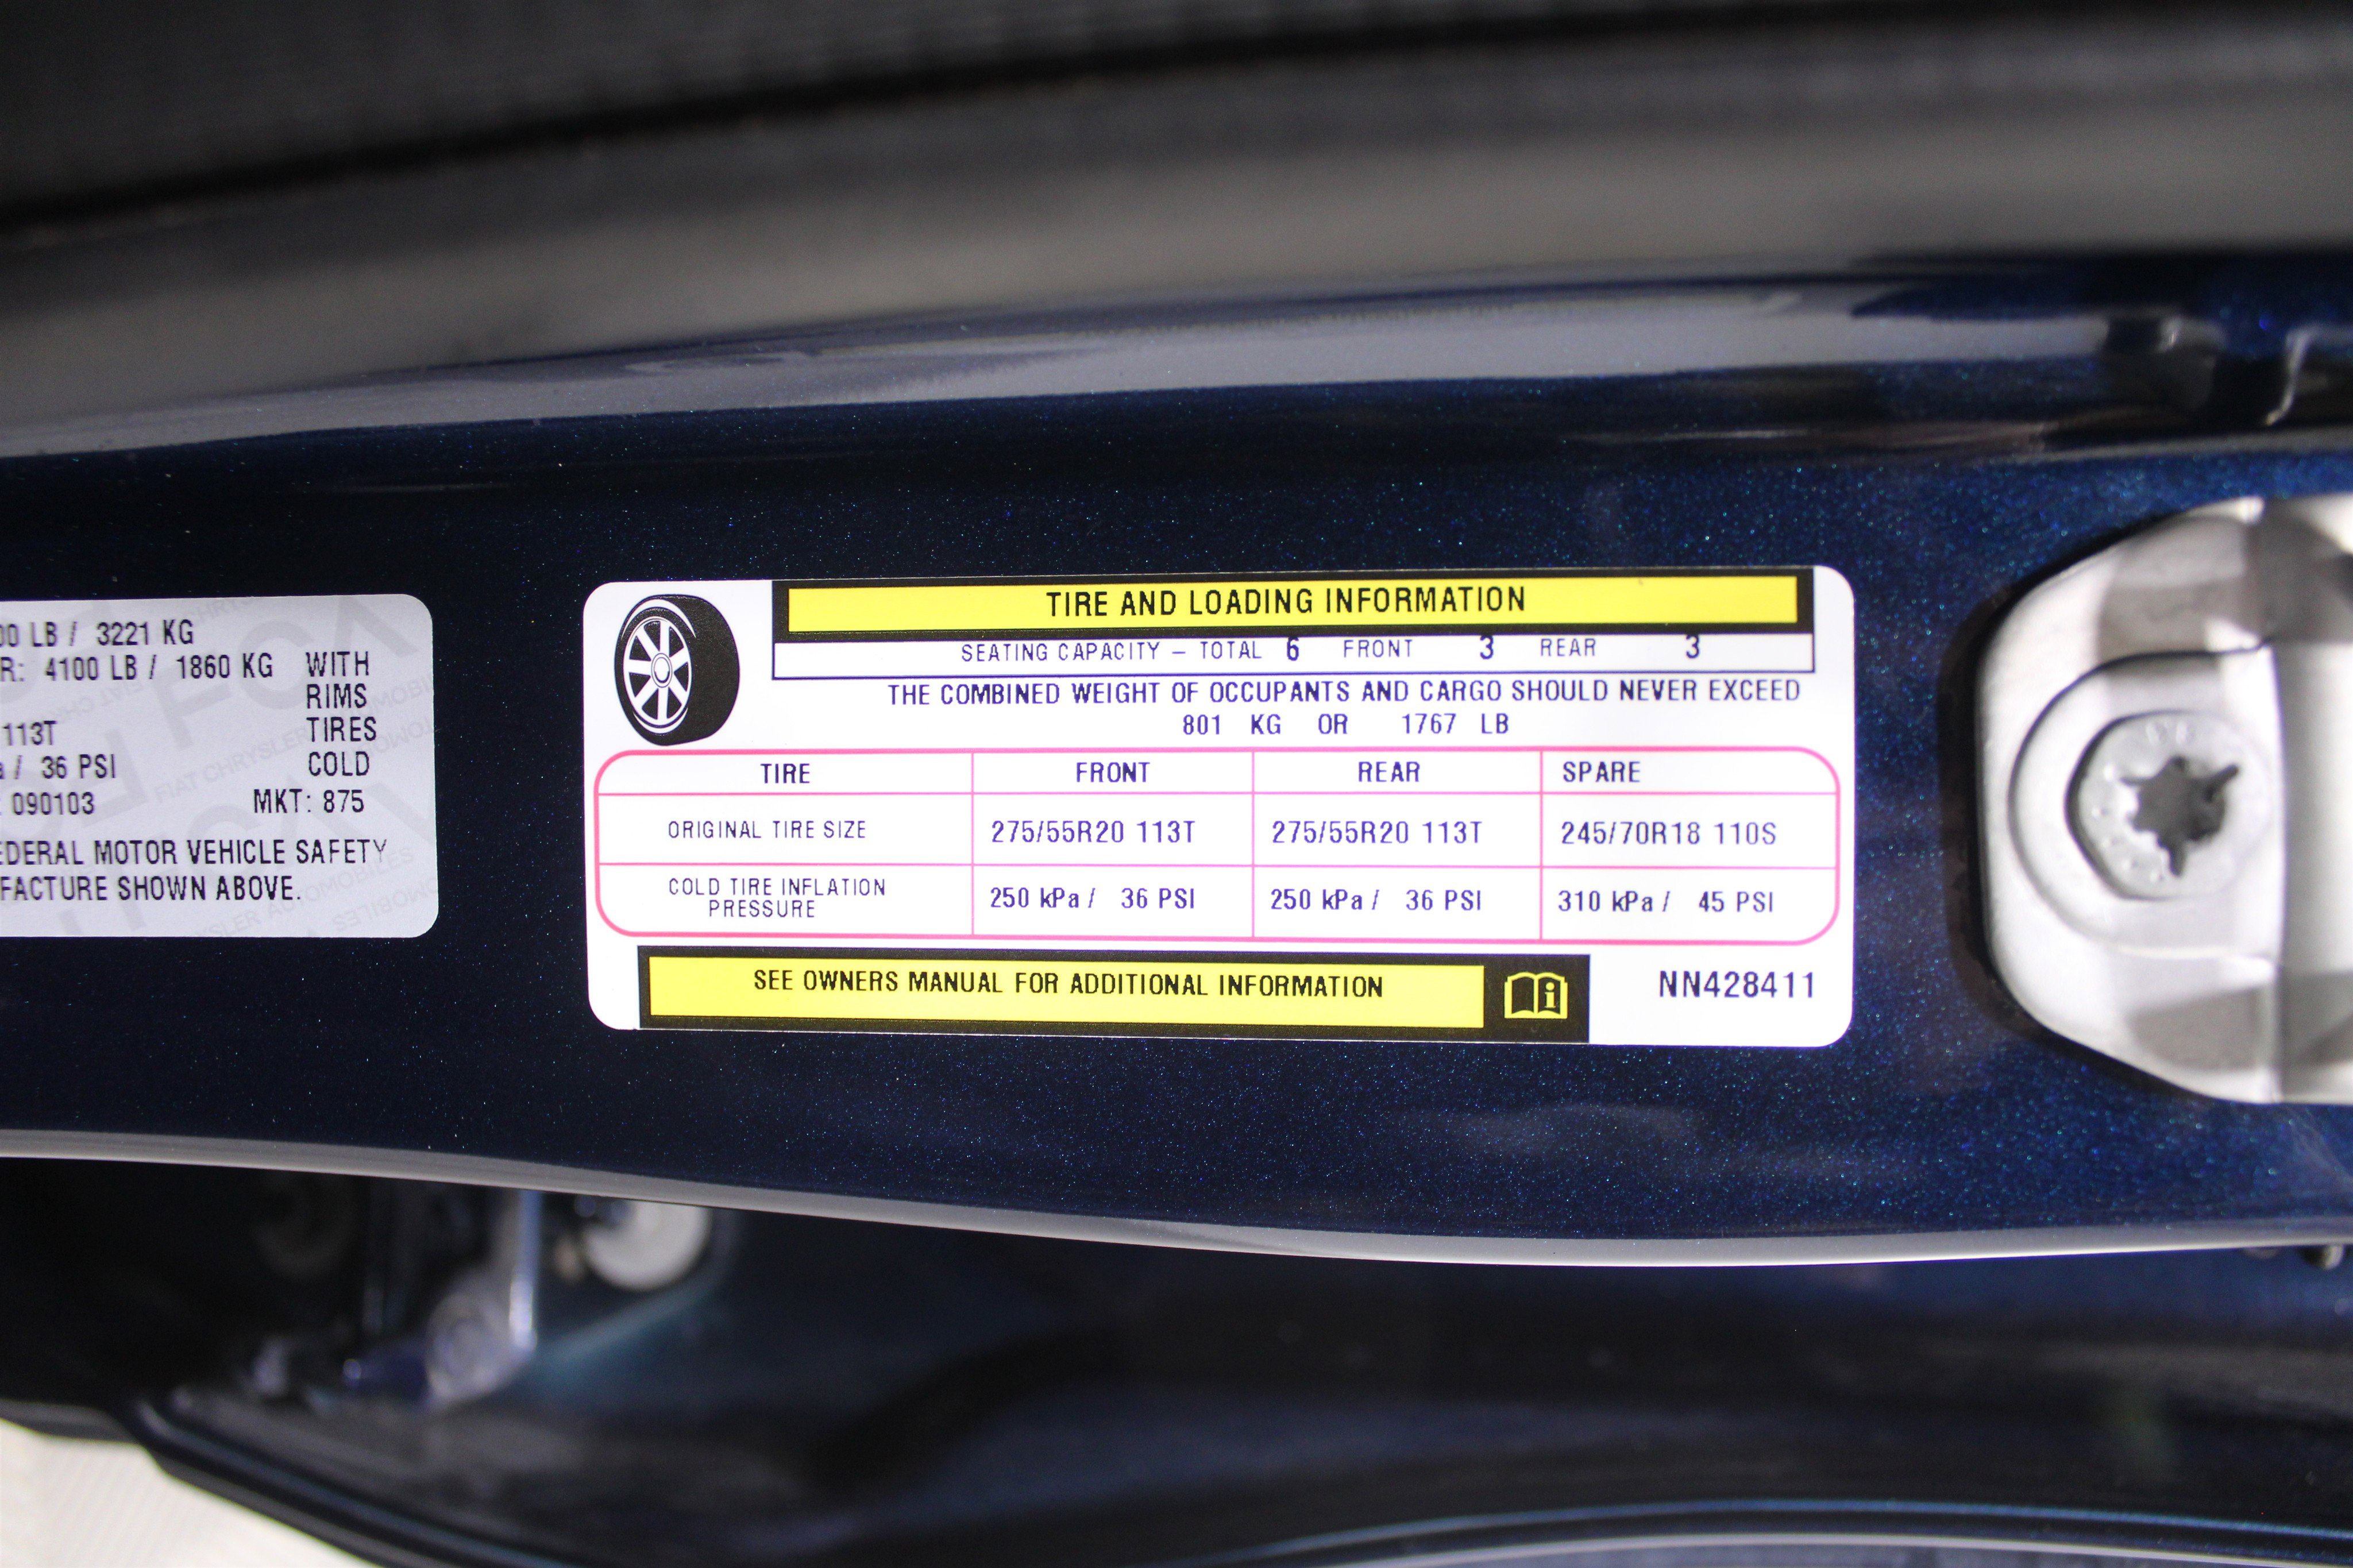 00 LB / 3221 KG
R: 4100 LB / 1860 KG WITH
RIMS
113T TIRES
/ 36 PSI COLD
090103 MKT: 875
EDERAL MOTOR VEHICLE SAFETY
FACTURE SHOWN ABOVE.
TIRE AND LOADING INFORMATION
SEATING CAPACITY – TOTAL 6 FRONT 3 REAR 3
THE COMBINED WEIGHT OF OCCUPANTS AND CARGO SHOULD NEVER EXCEED
801 KG OR 1767 LB
TIRE FRONT REAR SPARE
ORIGINAL TIRE SIZE 275/55R20 113T 275/55R20 113T 245/70R18 110S
COLD TIRE INFLATION
PRESSURE 250 kPa / 36 PSI 250 kPa / 36 PSI 310 kPa / 45 PSI
SEE OWNERS MANUAL FOR ADDITIONAL INFORMATION
NN428411